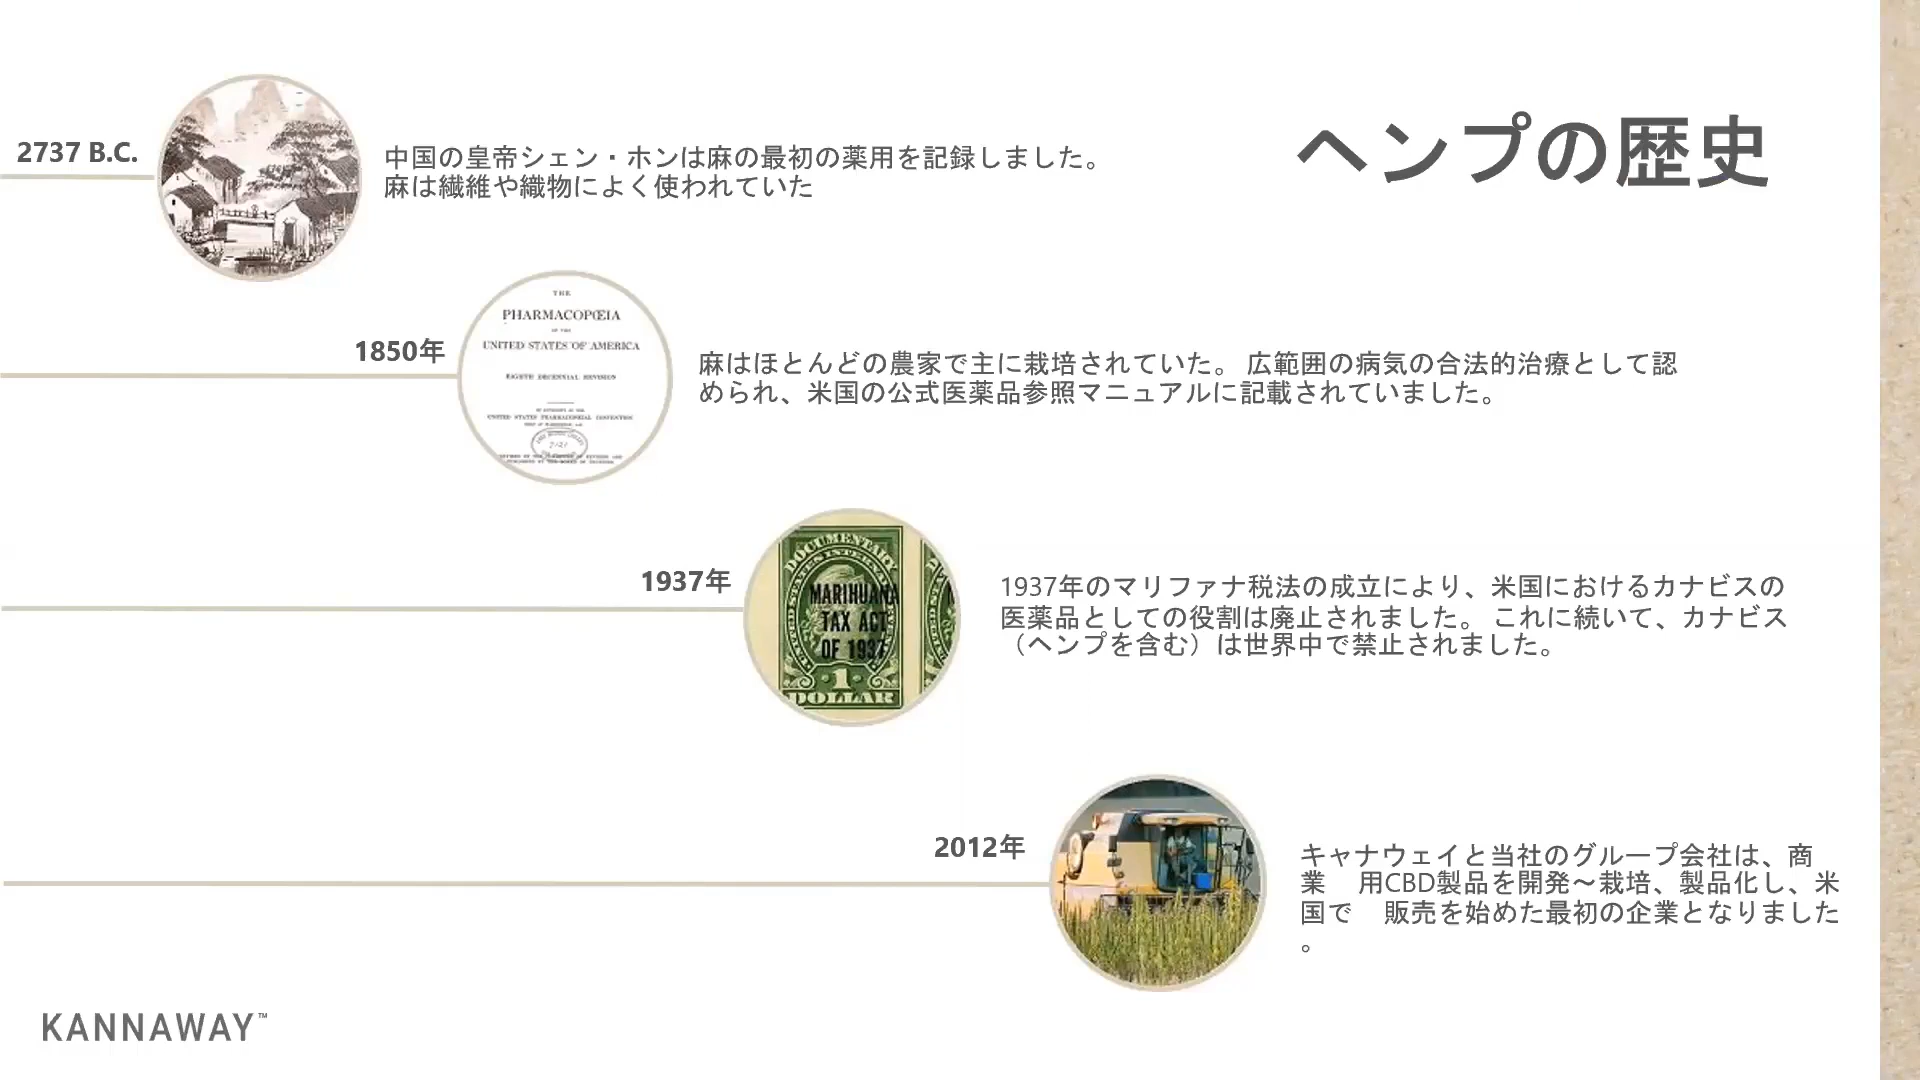 ヘンプの歴史
2737 B.C.
中国の皇帝シェン・ホンは麻の最初の薬用を記録しました。
麻は繊維や織物によく使われていた
1850年
THE
PHARMACOPŒIA
OF THE
UNITED STATES OF AMERICA
EIGHTH DECENNIAL REVISION
麻はほとんどの農家で主に栽培されていた。 広範囲の病気の合法的治療として認
められ、米国の公式医薬品参照マニュアルに記載されていました。
1937年
DOCUMENTARY
MARIHUANA
TAX ACT
OF 1937
1
DOLLAR
1937年のマリファナ税法の成立により、米国におけるカナビスの
医薬品としての役割は廃止されました。 これに続いて、カナビス
（ヘンプを含む）は世界中で禁止されました。
2012年
キャナウェイと当社のグループ会社は、商
業　用CBD製品を開発〜栽培、製品化し、米
国で　販売を始めた最初の企業となりました
。
KANNAWAY™